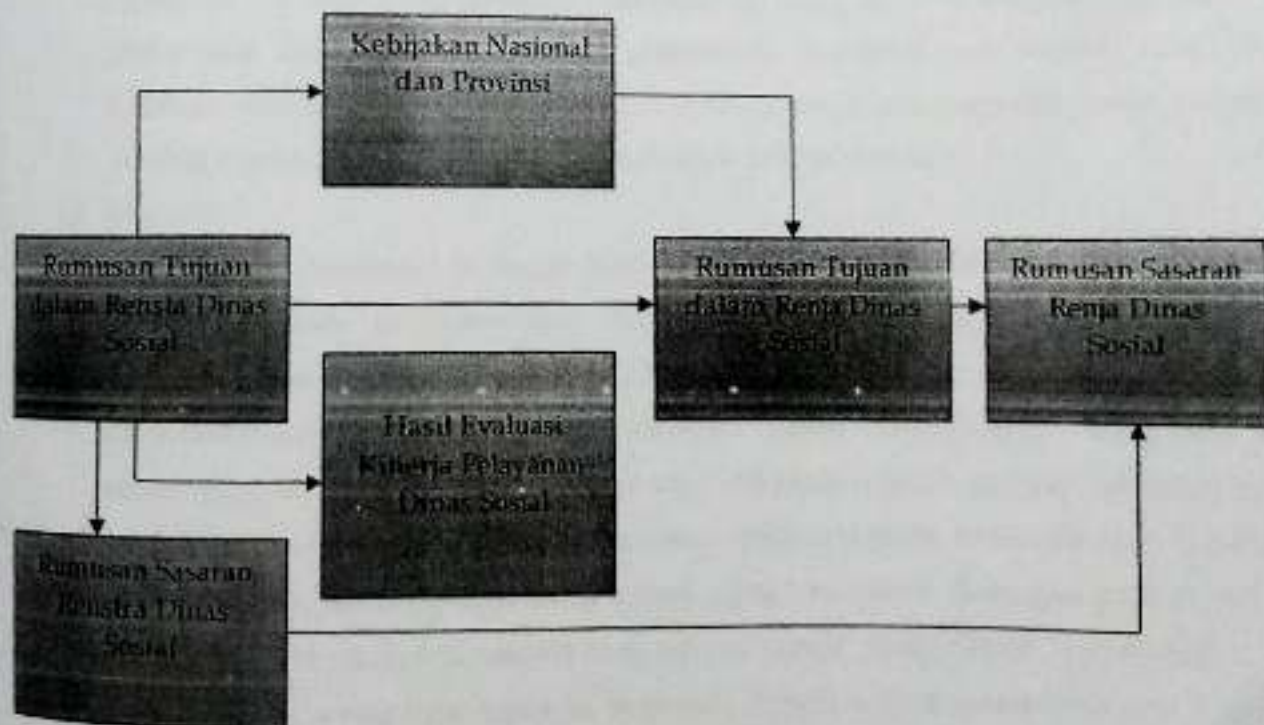 Kebijakan Nasional
dan Provinsi
Rumusan Tujuan
dalam Renstra Dinas
Sosial
Rumusan Tujuan
dalam Renja Dinas
Sosial
Rumusan Sasaran
Renja Dinas
Sosial
Hasil Evaluasi
Kinerja Pelayanan
Dinas Sosial
Rumusan Sasaran
Renstra Dinas
Sosial